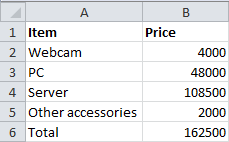 A B
1 Item Price
2 Webcam 4000
3 PC 48000
4 Server 108500
5 Other accessories 2000
6 Total 162500